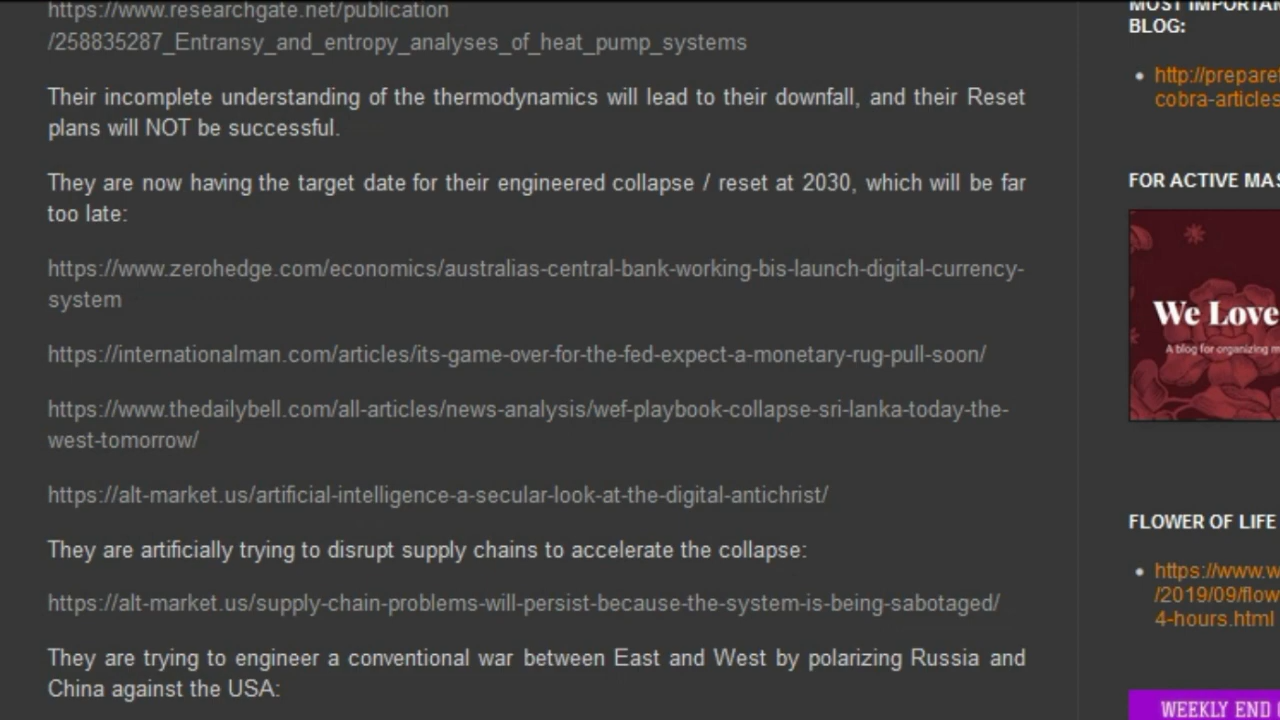 https://www.researchgate.net/publication
/258835287_Entransy_and_entropy_analyses_of_heat_pump_systems
Their incomplete understanding of the thermodynamics will lead to their downfall, and their Reset
plans will NOT be successful.
They are now having the target date for their engineered collapse / reset at 2030, which will be far
too late:
https://www.zerohedge.com/economics/australias-central-bank-working-bis-launch-digital-currency-
system
https://internationalman.com/articles/its-game-over-for-the-fed-expect-a-monetary-rug-pull-soon/
https://www.thedailybell.com/all-articles/news-analysis/wef-playbook-collapse-sri-lanka-today-the-
west-tomorrow/
https://alt-market.us/artificial-intelligence-a-secular-look-at-the-digital-antichrist/
They are artificially trying to disrupt supply chains to accelerate the collapse:
https://alt-market.us/supply-chain-problems-will-persist-because-the-system-is-being-sabotaged/
They are trying to engineer a conventional war between East and West by polarizing Russia and
China against the USA:
MOST IMPORTAN
BLOG:
http://prepare
cobra-articles
FOR ACTIVE MAS
We Love
A blog for organizing m
FLOWER OF LIFE
https://www.w
/2019/09/flow
4-hours.html
WEEKLY END